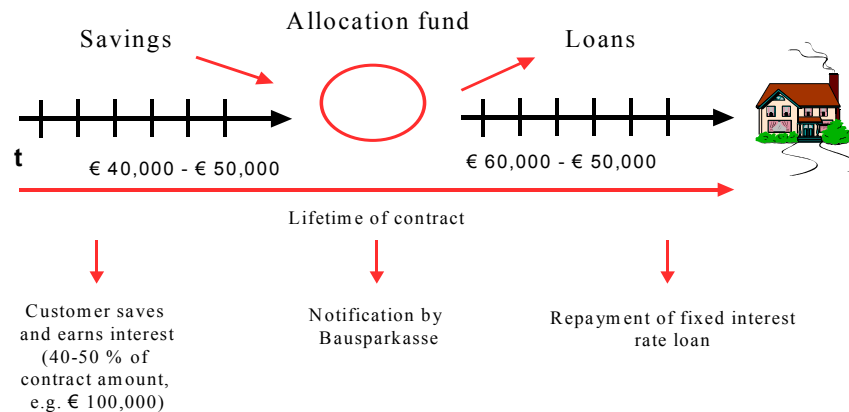 Allocation fund
Savings
Loans
t
€ 40,000 - € 50,000
€ 60,000 - € 50,000
Lifetime of contract
Customer saves
and earns interest
(40-50 % of
contract amount,
e.g. € 100,000)
Notification by
Bausparkasse
Repayment of fixed interest
rate loan